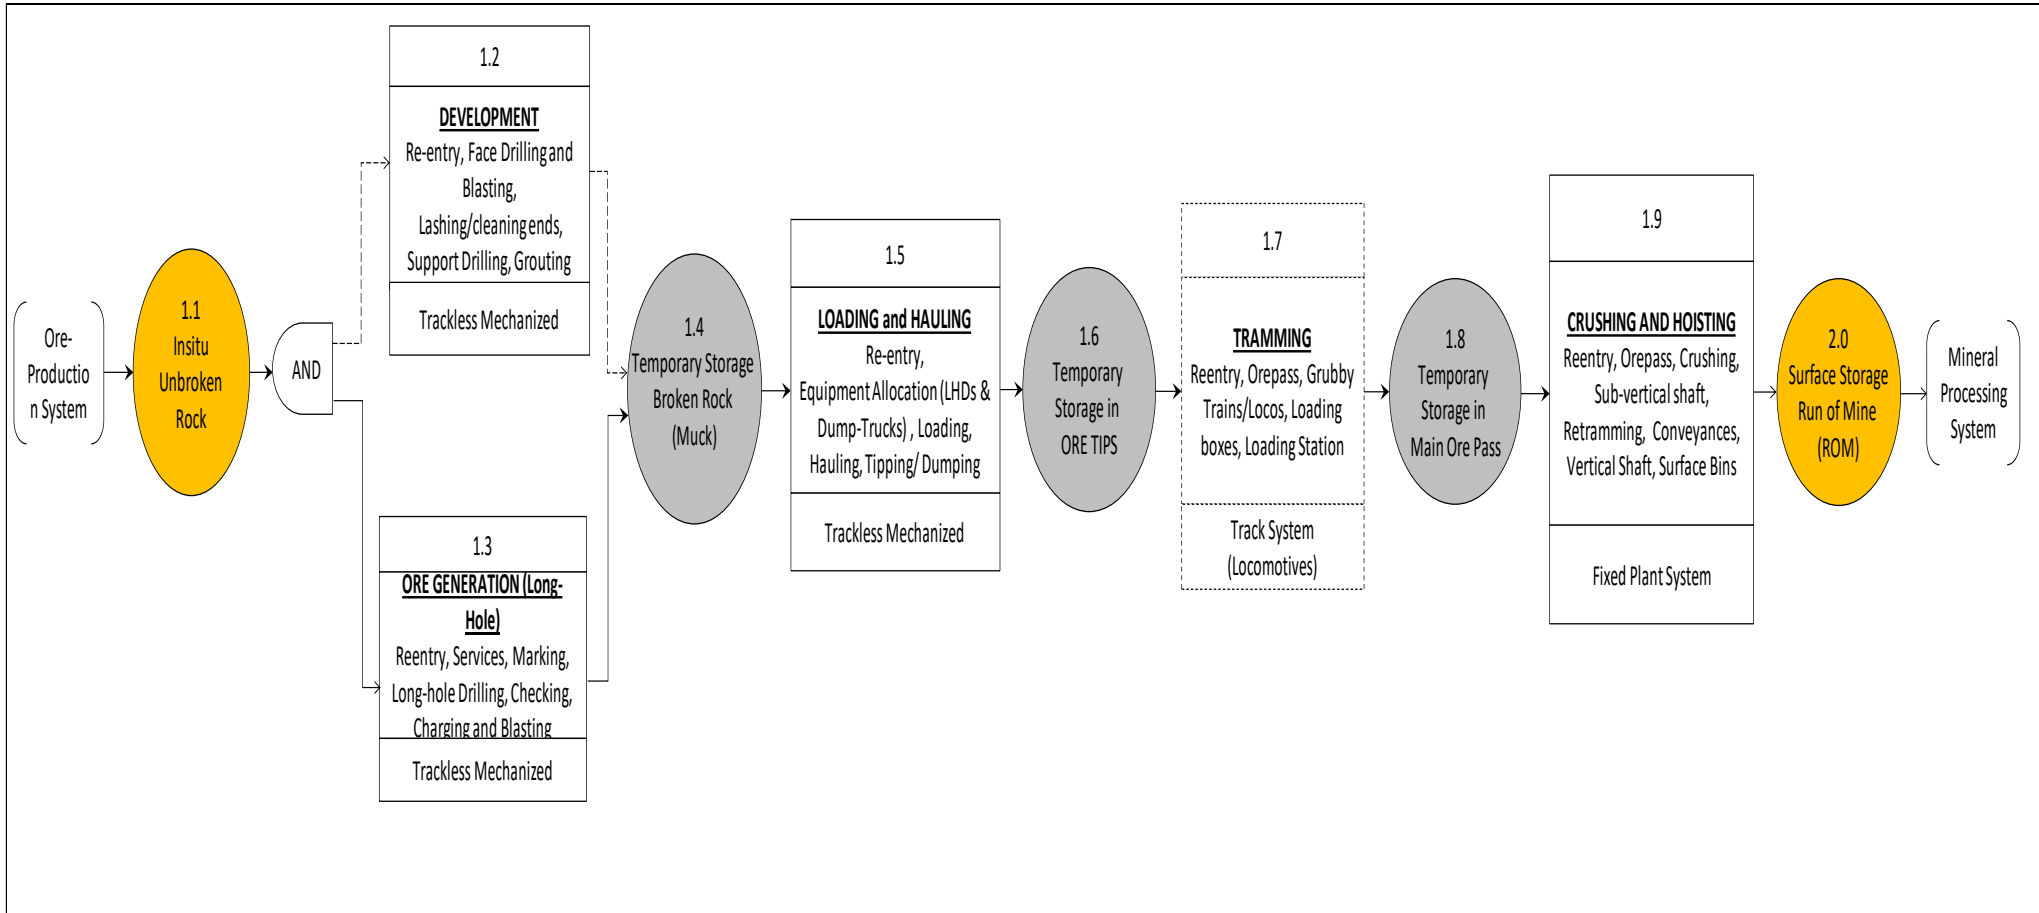 Ore-
Productio
n System
1.1
Insitu
Unbroken
Rock
AND
1.2
DEVELOPMENT
Re-entry, Face Drilling and
Blasting,
Lashing/cleaning ends,
Support Drilling, Grouting
Trackless Mechanized
1.3
ORE GENERATION (Long-
Hole)
Reentry, Services, Marking,
Long-hole Drilling, Checking,
Charging and Blasting
Trackless Mechanized
1.4
Temporary Storage
Broken Rock
(Muck)
1.5
LOADING and HAULING
Re-entry,
Equipment Allocation (LHDs &
Dump-Trucks) , Loading,
Hauling, Tipping/ Dumping
Trackless Mechanized
1.6
Temporary
Storage in
ORE TIPS
1.7
TRAMMING
Reentry, Orepass, Grubby
Trains/Locos, Loading
boxes, Loading Station
Track System
(Locomotives)
1.8
Temporary
Storage in
Main Ore Pass
1.9
CRUSHING AND HOISTING
Reentry, Orepass, Crushing,
Sub-vertical shaft,
Retramming, Conveyances,
Vertical Shaft, Surface Bins
Fixed Plant System
2.0
Surface Storage
Run of Mine
(ROM)
Mineral
Processing
System